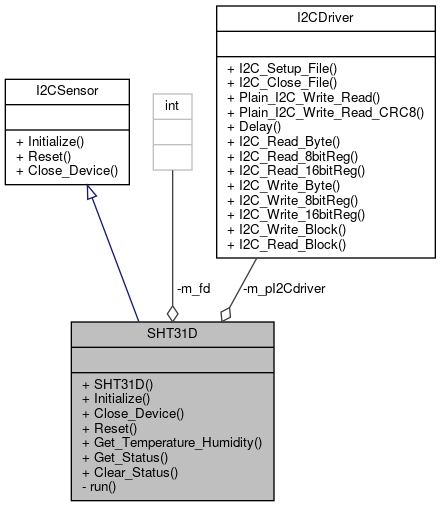 I2CDriver
+ I2C_Setup_File()
+ I2C_Close_File()
+ Plain_I2C_Write_Read()
+ Plain_I2C_Write_Read_CRC8()
+ Delay()
+ I2C_Read_Byte()
+ I2C_Read_8bitReg()
+ I2C_Read_16bitReg()
+ I2C_Write_Byte()
+ I2C_Write_8bitReg()
+ I2C_Write_16bitReg()
+ I2C_Write_Block()
+ I2C_Read_Block()
I2CSensor
+ Initialize()
+ Reset()
+ Close_Device()
int
-m_fd
-m_pI2Cdriver
SHT31D
+ SHT31D()
+ Initialize()
+ Close_Device()
+ Reset()
+ Get_Temperature_Humidity()
+ Get_Status()
+ Clear_Status()
- run()